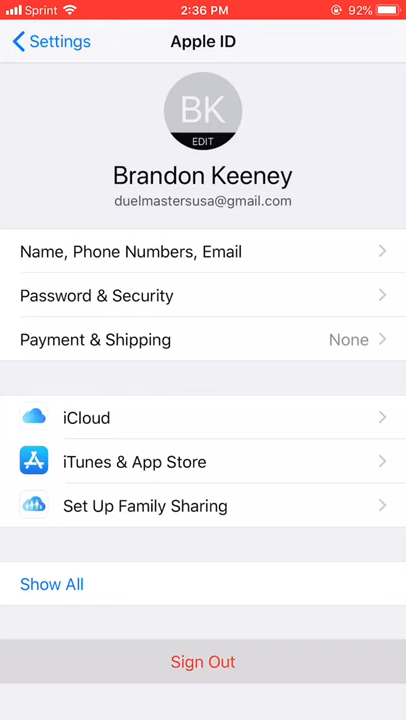 Sprint 2:36 PM 92%
Settings Apple ID
BK
EDIT
Brandon Keeney
duelmastersusa@gmail.com
Name, Phone Numbers, Email
Password & Security
Payment & Shipping None
iCloud
iTunes & App Store
Set Up Family Sharing
Show All
Sign Out